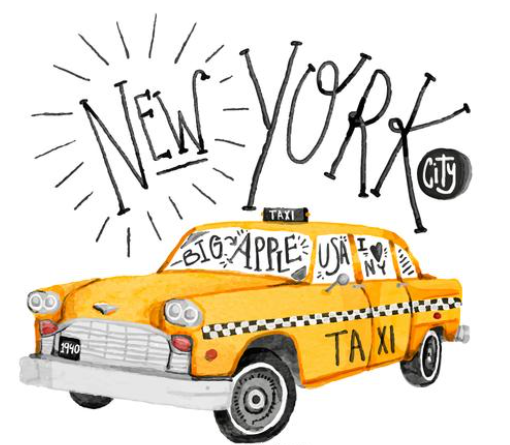 NEW YORK City
TAXI
BIG APPLE USA I ♥ NY
TAXI
1940